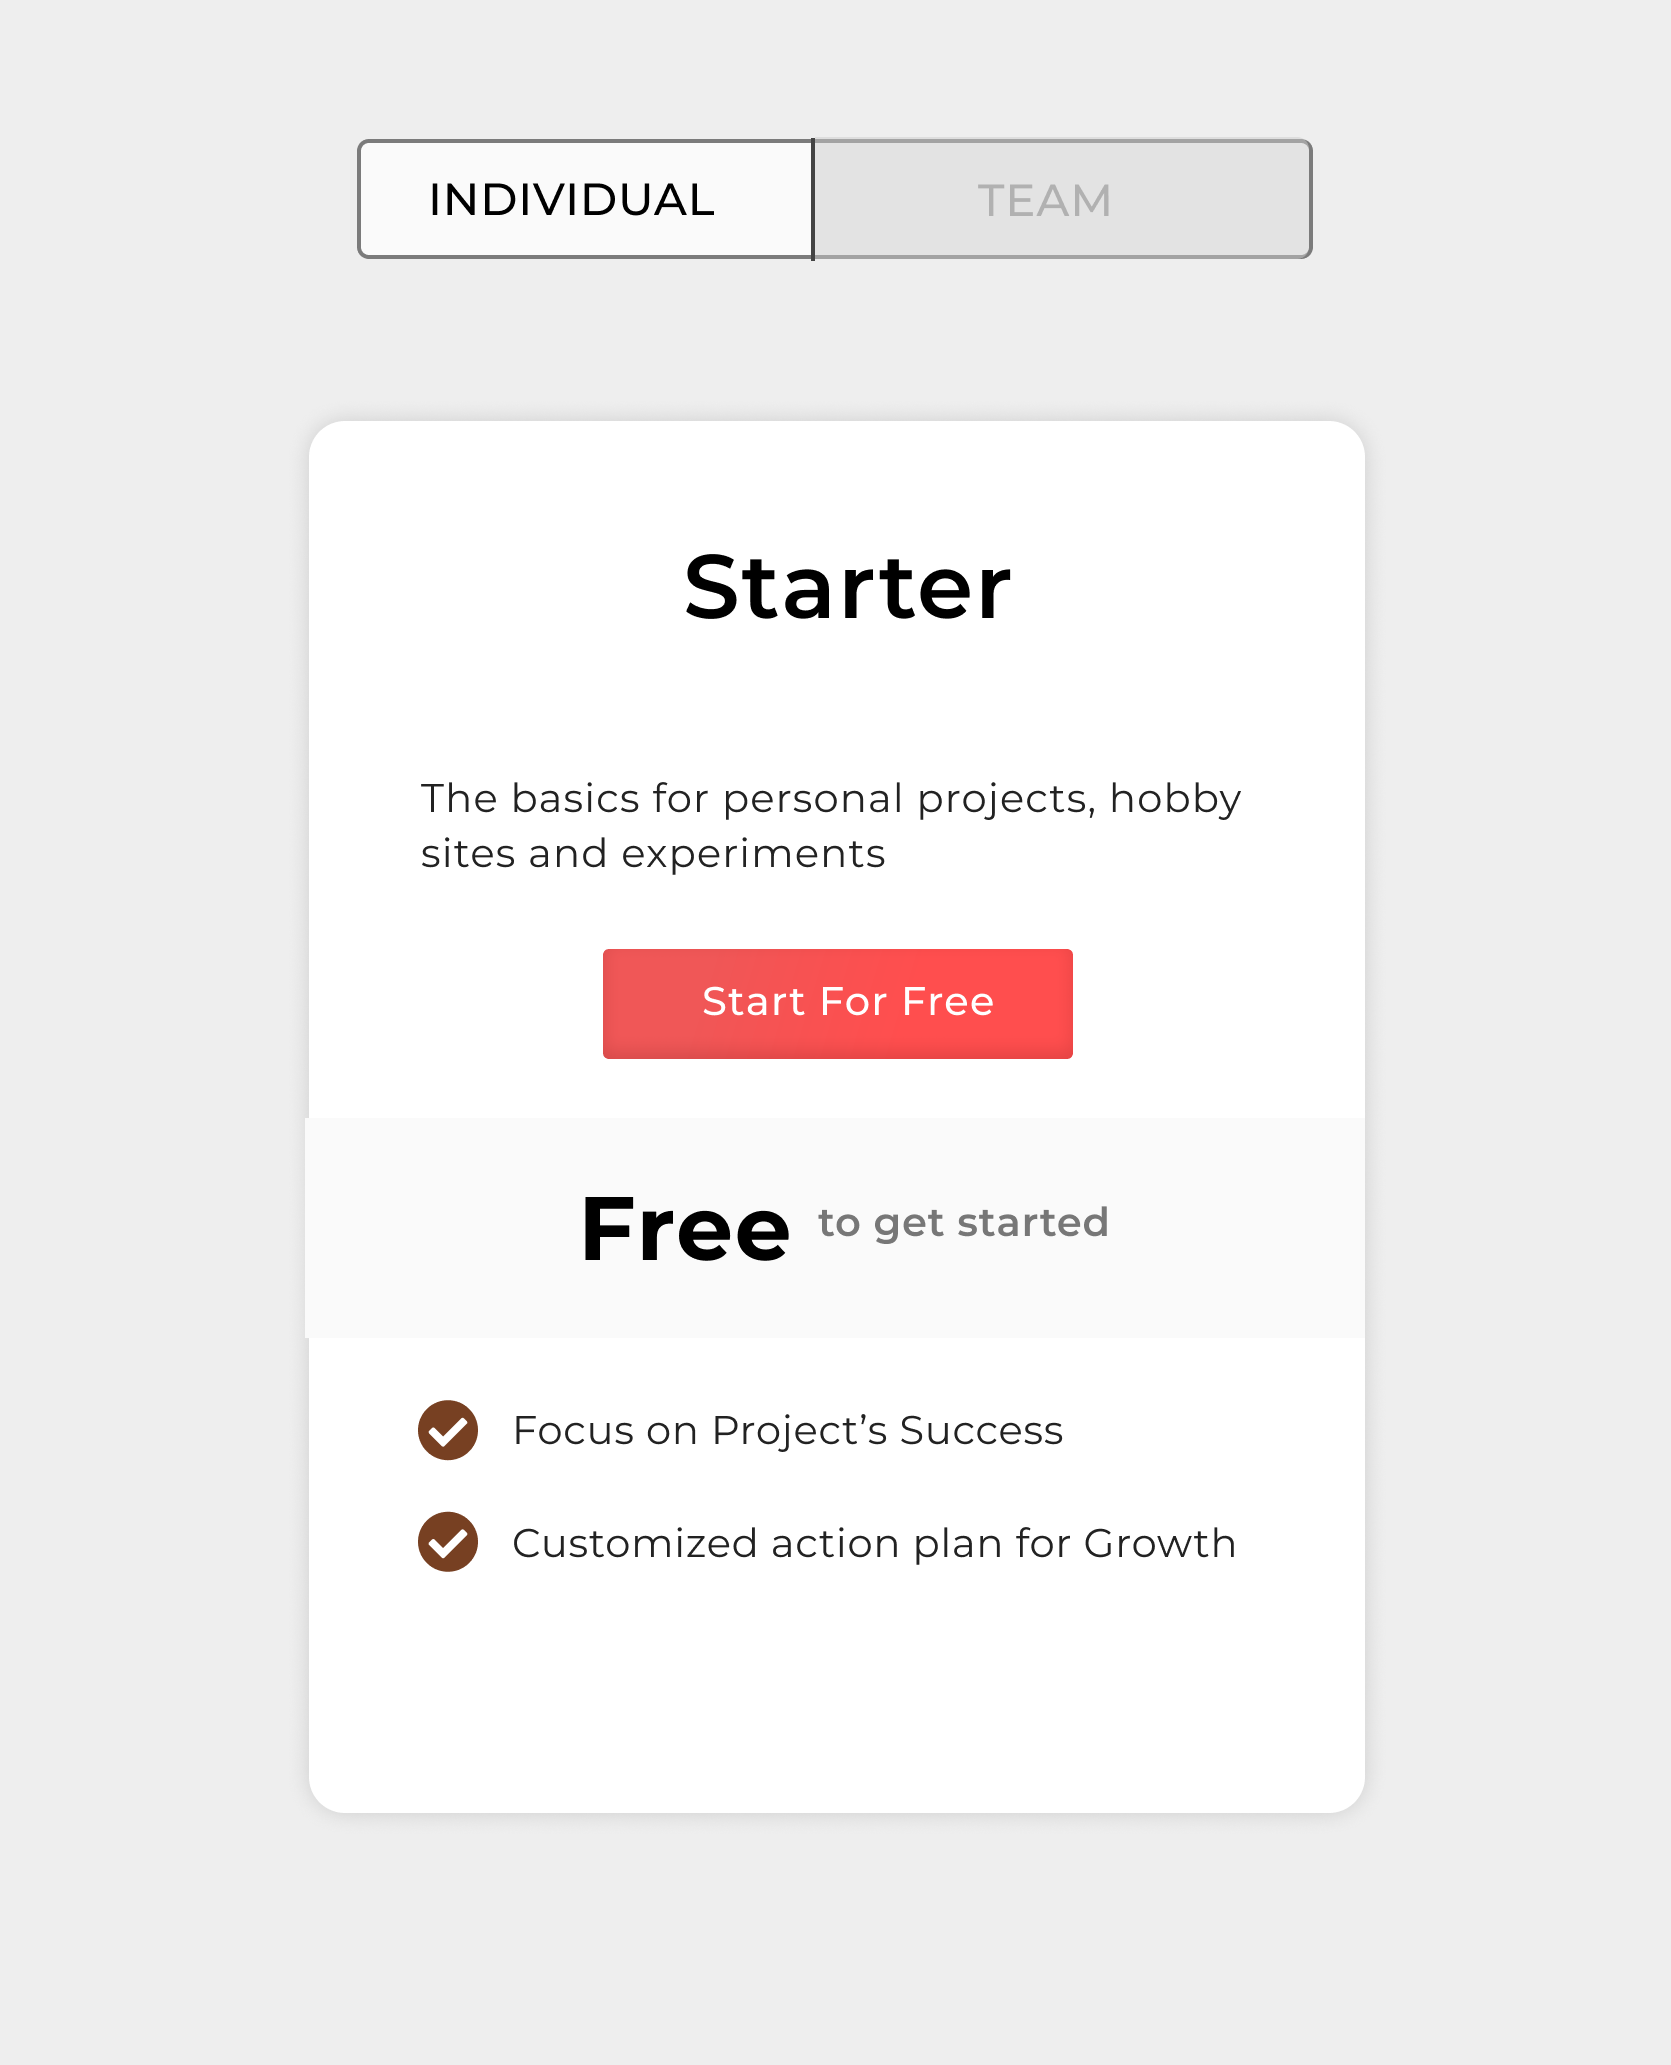 INDIVIDUAL
TEAM
Starter
The basics for personal projects, hobby
sites and experiments
Start For Free
Free to get started
Focus on Project’s Success
Customized action plan for Growth